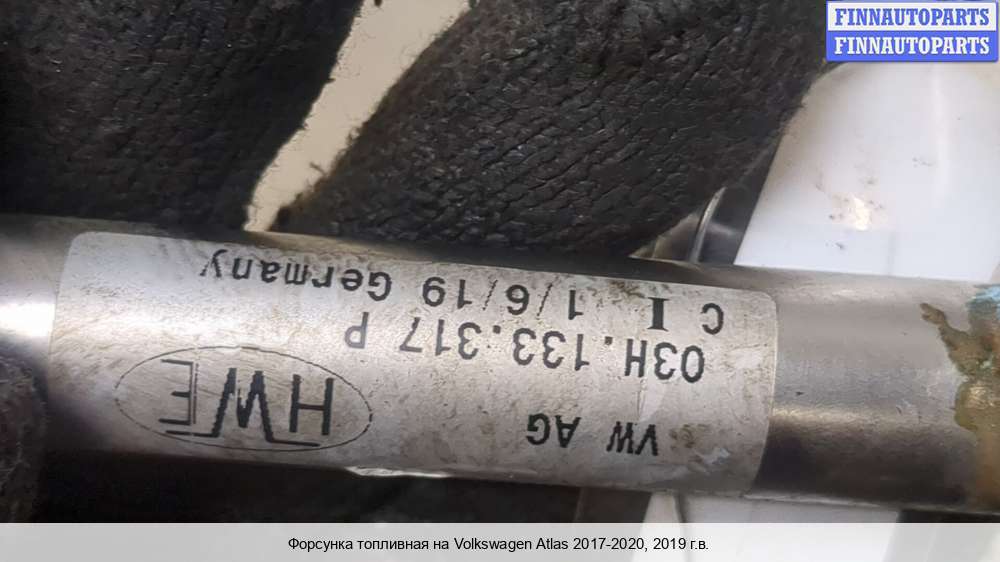 FINNAUTOPARTS
FINNAUTOPARTS
VW AG
03H.133.317 P
C I 1/6/19 Germany
HWE
Форсунка топливная на Volkswagen Atlas 2017-2020, 2019 г.в.